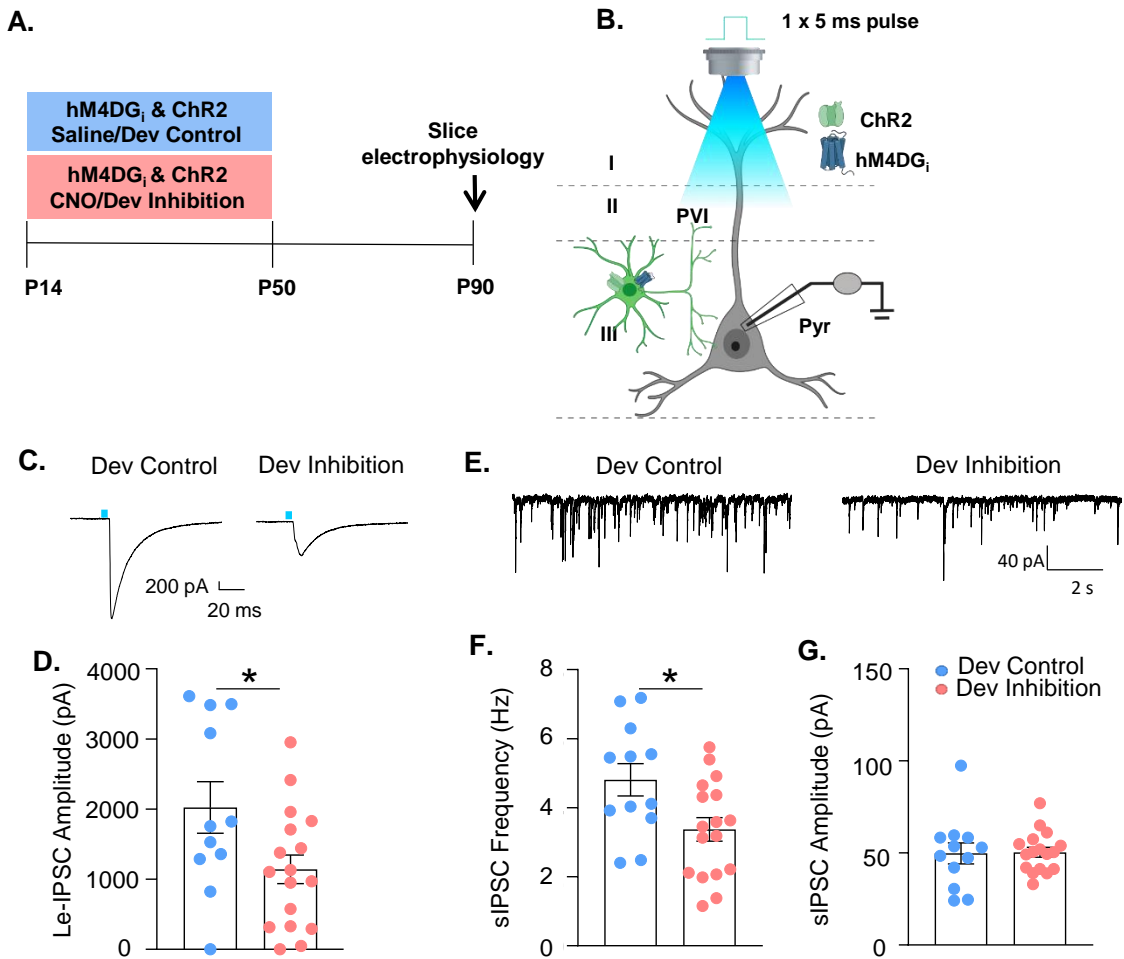 A.
hM4DGi & ChR2
Saline/Dev Control
hM4DGi & ChR2
CNO/Dev Inhibition
Slice
electrophysiology
P14
P50
P90
B.
1 x 5 ms pulse
ChR2
hM4DGi
I
II
PVI
III
Pyr
C.
Dev Control
Dev Inhibition
200 pA
20 ms
E.
Dev Control
Dev Inhibition
40 pA
2 s
D.
Le-IPSC Amplitude (pA)
4000
3000
2000
1000
0
*
F.
sIPSC Frequency (Hz)
8
6
4
2
0
*
G.
sIPSC Amplitude (pA)
150
100
50
0
Dev Control
Dev Inhibition